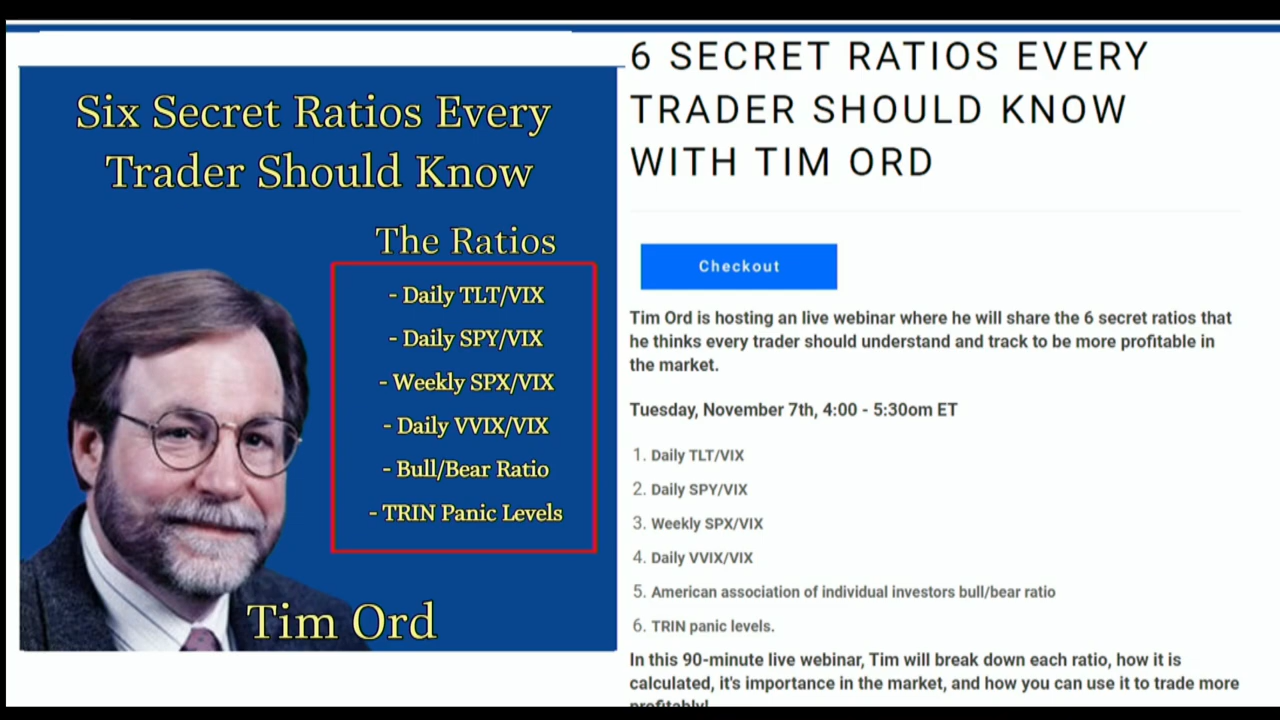 Six Secret Ratios Every
Trader Should Know
The Ratios
- Daily TLT/VIX
- Daily SPY/VIX
- Weekly SPX/VIX
- Daily VVIX/VIX
- Bull/Bear Ratio
- TRIN Panic Levels
Tim Ord
6 SECRET RATIOS EVERY
TRADER SHOULD KNOW
WITH TIM ORD
Checkout
Tim Ord is hosting an live webinar where he will share the 6 secret ratios that
he thinks every trader should understand and track to be more profitable in
the market.
Tuesday, November 7th, 4:00 - 5:30om ET
1. Daily TLT/VIX
2. Daily SPY/VIX
3. Weekly SPX/VIX
4. Daily VVIX/VIX
5. American association of individual investors bull/bear ratio
6. TRIN panic levels.
In this 90-minute live webinar, Tim will break down each ratio, how it is
calculated, it's importance in the market, and how you can use it to trade more
profitably!